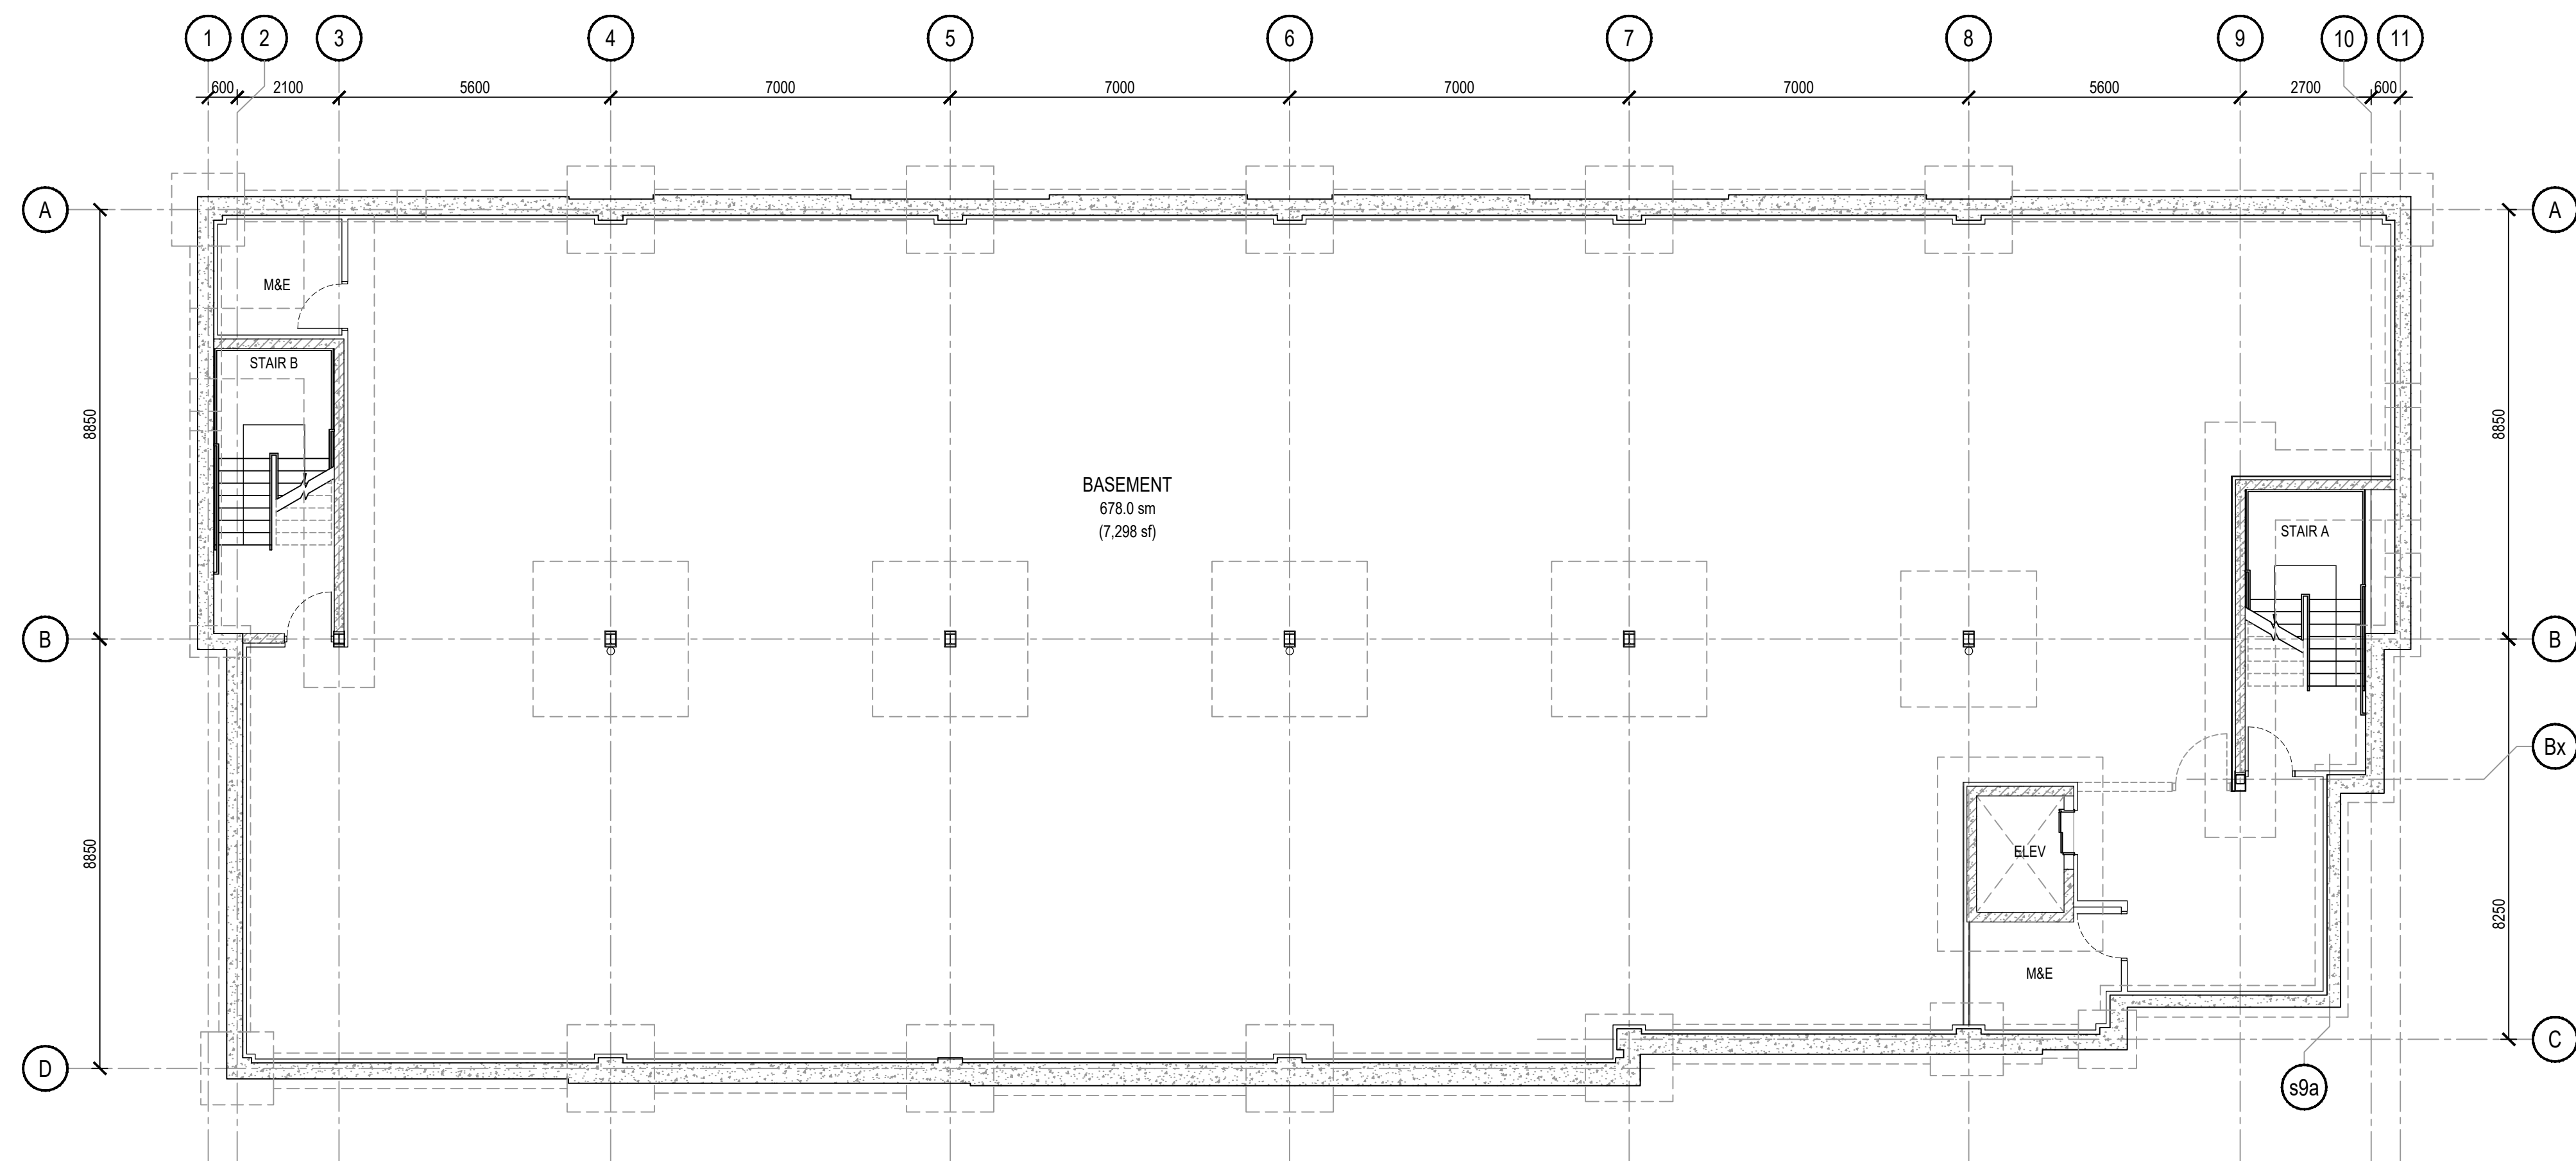 1 2 3 4 5 6 7 8 9 10 11
600 2100 5600 7000 7000 7000 7000 5600 2700 600
A A
M&E
STAIR B
8850 8850
BASEMENT
678.0 sm
(7,298 sf)
STAIR A
B B
Bx
ELEV
8850 8250
M&E
D C
s9a